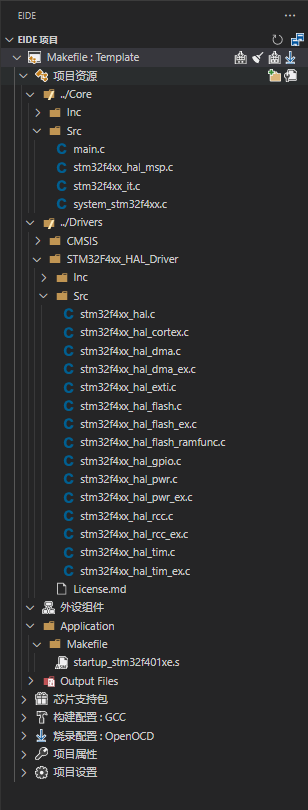 EIDE
EIDE 项目
Makefile : Template
项目资源
../Core
Inc
Src
main.c
stm32f4xx_hal_msp.c
stm32f4xx_it.c
system_stm32f4xx.c
../Drivers
CMSIS
STM32F4xx_HAL_Driver
Inc
Src
stm32f4xx_hal.c
stm32f4xx_hal_cortex.c
stm32f4xx_hal_dma.c
stm32f4xx_hal_dma_ex.c
stm32f4xx_hal_exti.c
stm32f4xx_hal_flash.c
stm32f4xx_hal_flash_ex.c
stm32f4xx_hal_flash_ramfunc.c
stm32f4xx_hal_gpio.c
stm32f4xx_hal_pwr.c
stm32f4xx_hal_pwr_ex.c
stm32f4xx_hal_rcc.c
stm32f4xx_hal_rcc_ex.c
stm32f4xx_hal_tim.c
stm32f4xx_hal_tim_ex.c
License.md
外设组件
Application
Makefile
startup_stm32f401xe.s
Output Files
芯片支持包
构建配置 : GCC
烧录配置 : OpenOCD
项目属性
项目设置